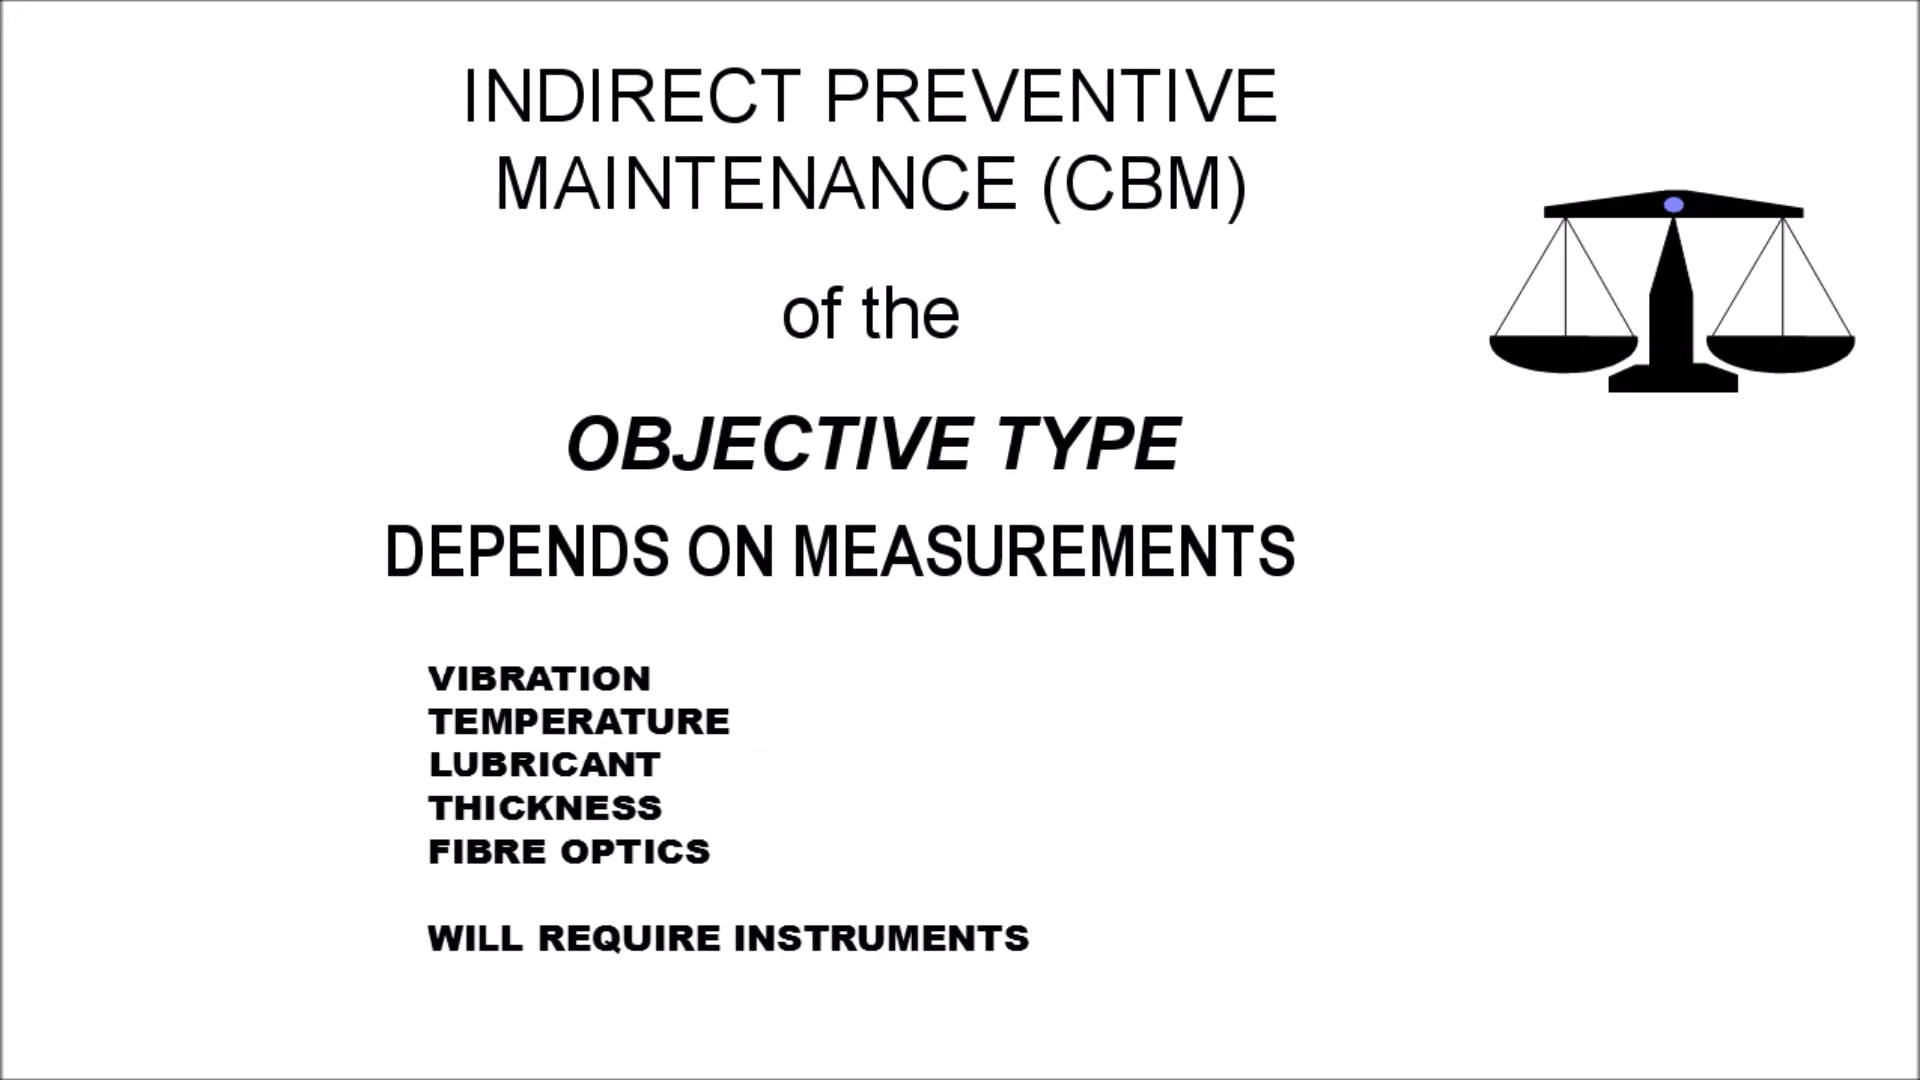 INDIRECT PREVENTIVE
MAINTENANCE (CBM)
of the
OBJECTIVE TYPE
DEPENDS ON MEASUREMENTS
VIBRATION
TEMPERATURE
LUBRICANT
THICKNESS
FIBRE OPTICS
WILL REQUIRE INSTRUMENTS